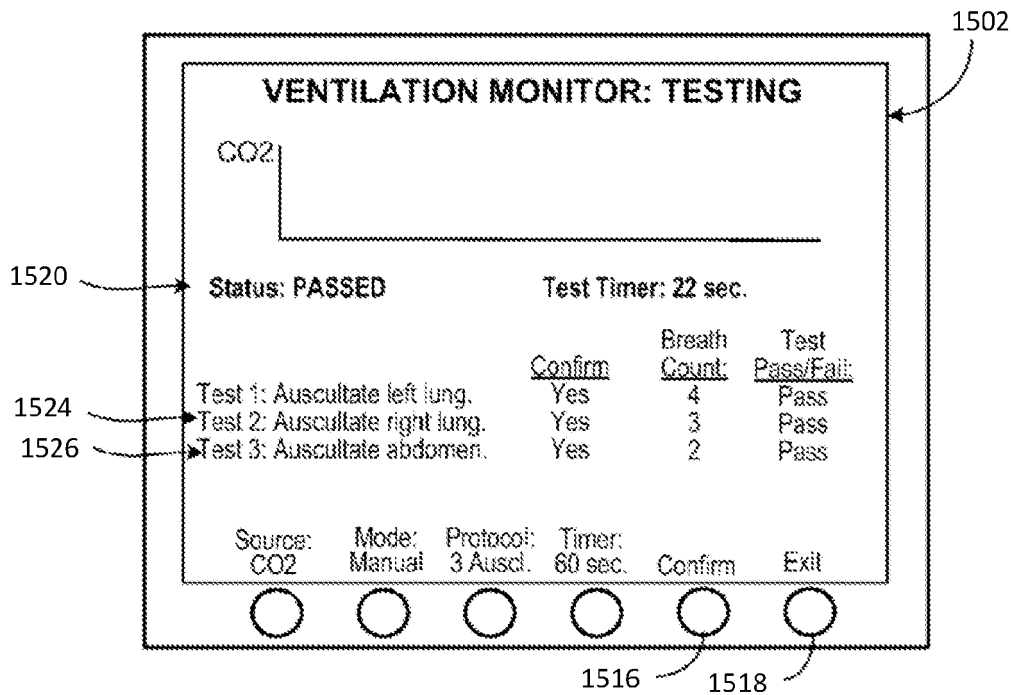 1502
VENTILATION MONITOR: TESTING
CO2
1520
Status: PASSED Test Timer: 22 sec.
Breath Test
Confirm Count: Pass/Fail:
Test 1: Auscultate left lung. Yes 4 Pass
1524
Test 2: Auscultate right lung. Yes 3 Pass
1526
Test 3: Auscultate abdomen. Yes 2 Pass
Source: Mode: Protocol: Timer:
CO2 Manual 3 Auscl. 60 sec. Confirm Exit
1516 1518